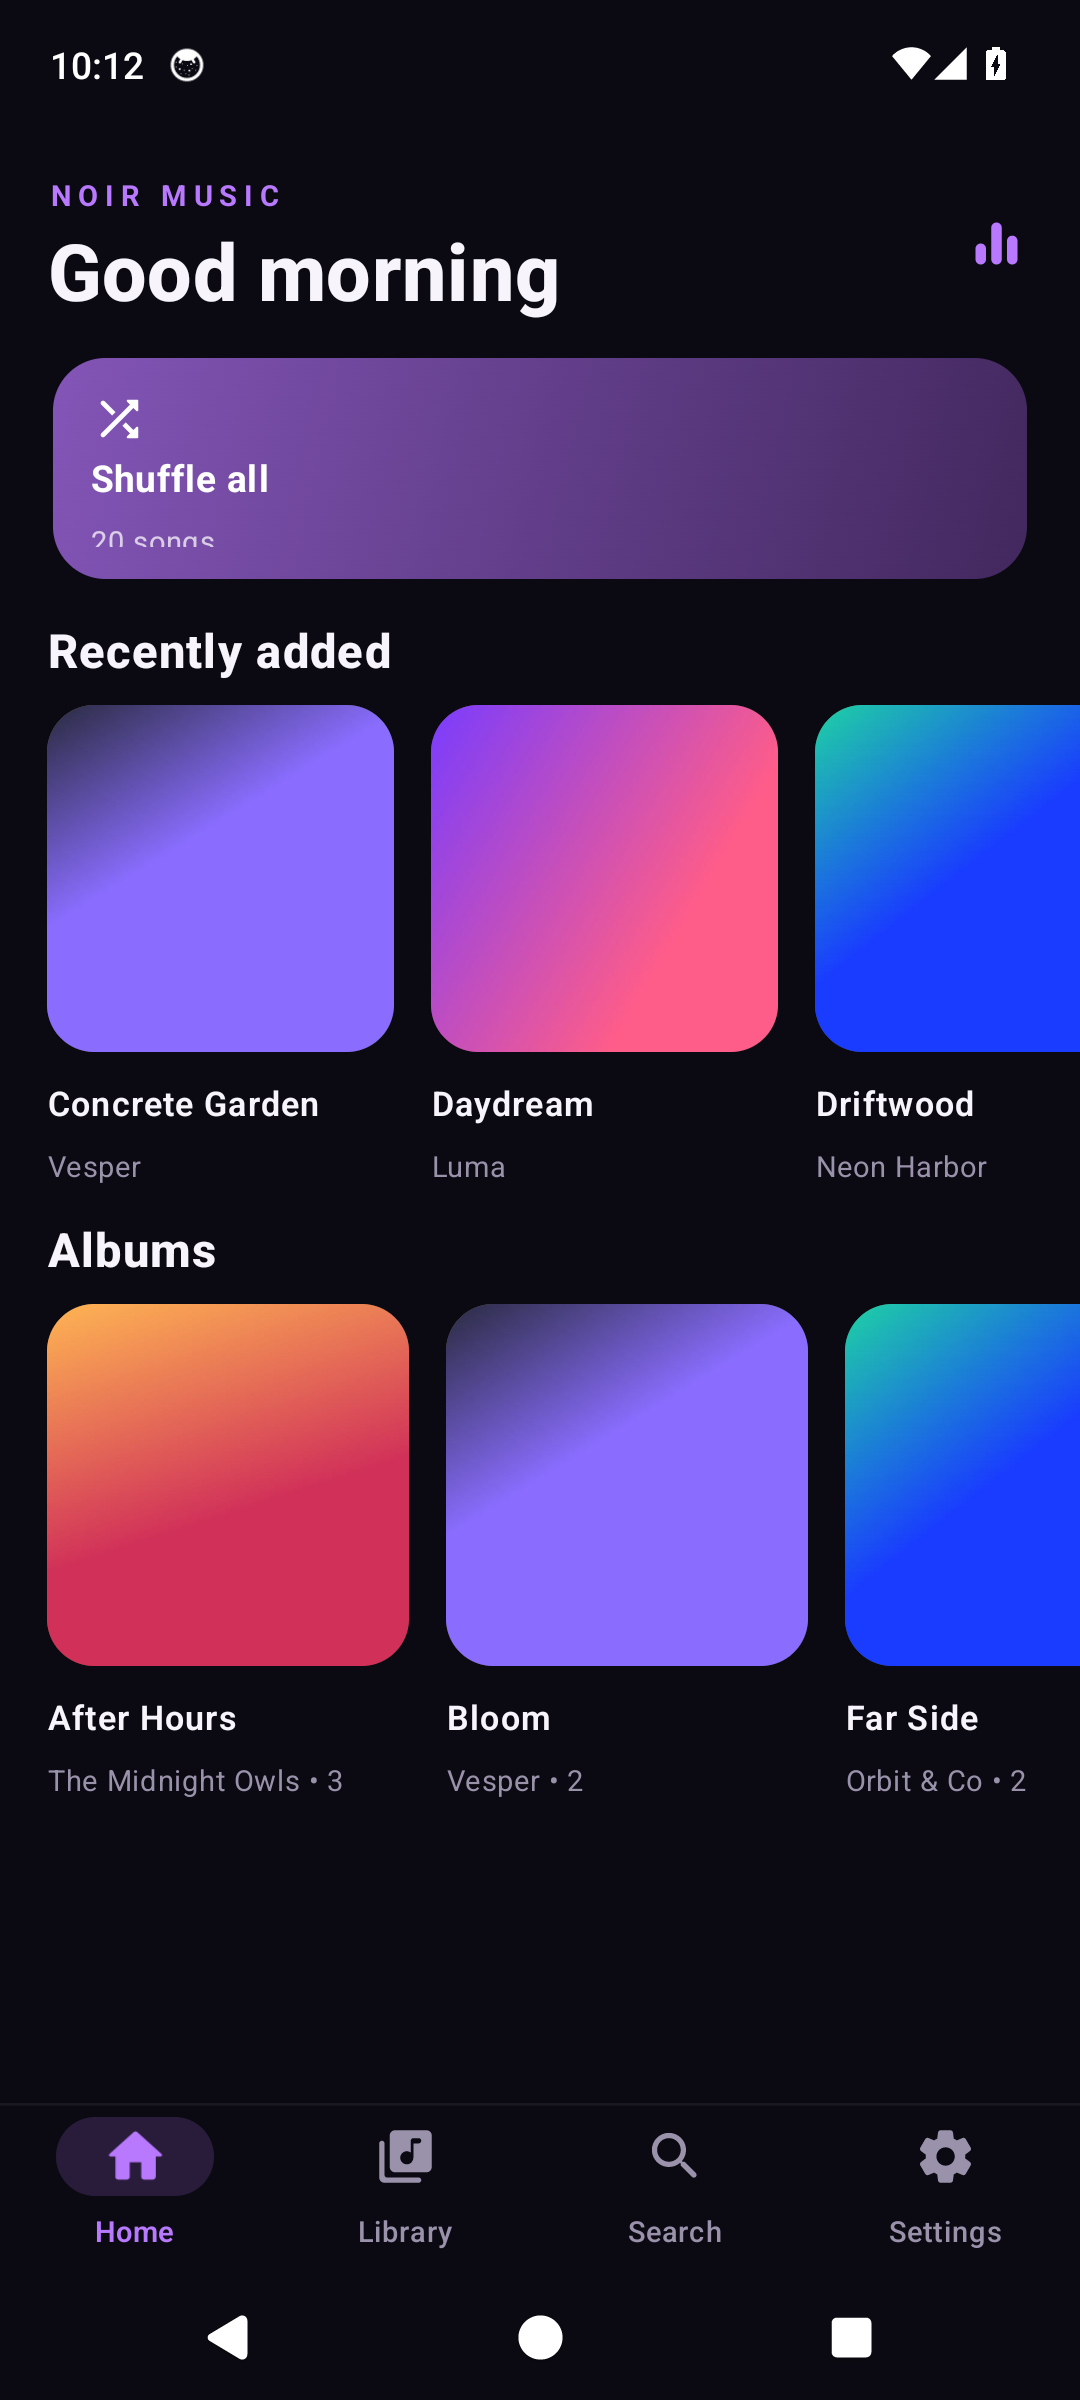 10:12
NOIR MUSIC
Good morning
Shuffle all
20 songs
Recently added
Concrete Garden
Daydream
Driftwood
Vesper
Luma
Neon Harbor
Albums
After Hours
Bloom
Far Side
The Midnight Owls • 3
Vesper • 2
Orbit & Co • 2
Home
Library
Search
Settings